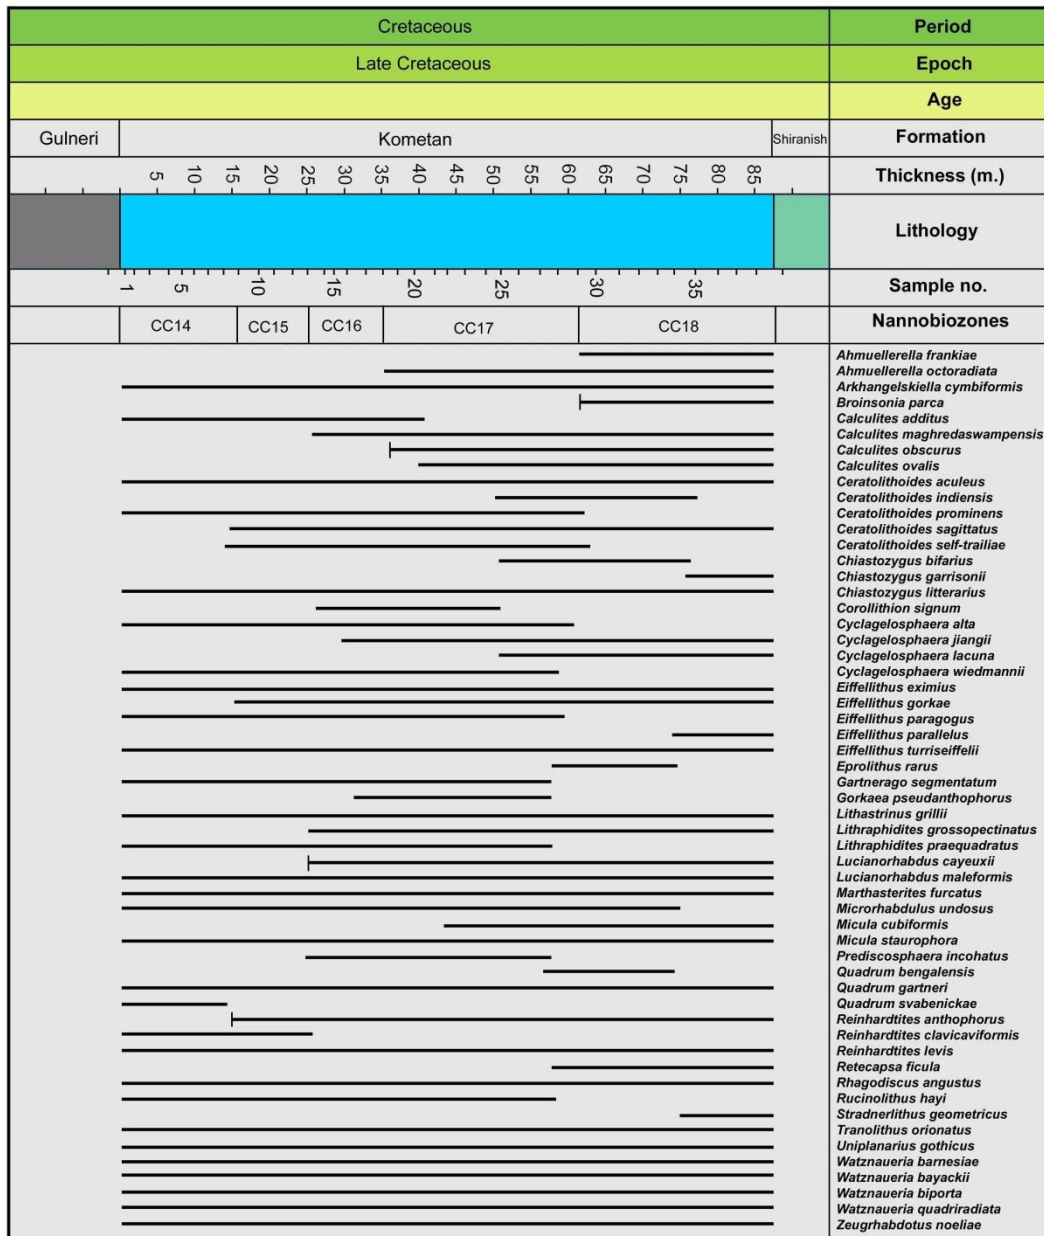 Cretaceous Period
Late Cretaceous Epoch
Age
Gulneri Kometan Shiranish Formation
5 10 15 20 25 30 35 40 45 50 55 60 65 70 75 80 85 Thickness (m.)
Lithology
1 5 10 15 20 25 30 35 Sample no.
CC14 CC15 CC16 CC17 CC18 Nannobiozones
Ahmuellerella frankiae
Ahmuellerella octoradiata
Arkhangelskiella cymbiformis
Broinsonia parca
Calculites additus
Calculites maghredaswampensis
Calculites obscurus
Calculites ovalis
Ceratolithoides aculeus
Ceratolithoides indiensis
Ceratolithoides prominens
Ceratolithoides sagittatus
Ceratolithoides self-trailiae
Chiastozygus bifarius
Chiastozygus garrisonii
Chiastozygus litterarius
Corollithion signum
Cyclagelosphaera alta
Cyclagelosphaera jiangii
Cyclagelosphaera lacuna
Cyclagelosphaera wiedmannii
Eiffellithus eximius
Eiffellithus gorkae
Eiffellithus paragogus
Eiffellithus parallelus
Eiffellithus turriseiffelii
Eprolithus rarus
Gartnerago segmentatum
Gorkaea pseudanthophorus
Lithastrinus grillii
Lithraphidites grossopectinatus
Lithraphidites praequadratus
Lucianorhabdus cayeuxii
Lucianorhabdus maleformis
Marthasterites furcatus
Microrhabdulus undosus
Micula cubiformis
Micula staurophora
Prediscosphaera incohatus
Quadrum bengalensis
Quadrum gartneri
Quadrum svabenickae
Reinhardtites anthophorus
Reinhardtites clavicaviformis
Reinhardtites levis
Retecapsa ficula
Rhagodiscus angustus
Rucinolithus hayi
Stradnerlithus geometricus
Tranolithus orionatus
Uniplanarius gothicus
Watznaueria barnesiae
Watznaueria bayackii
Watznaueria biporta
Watznaueria quadriradiata
Zeugrhabdotus noeliae